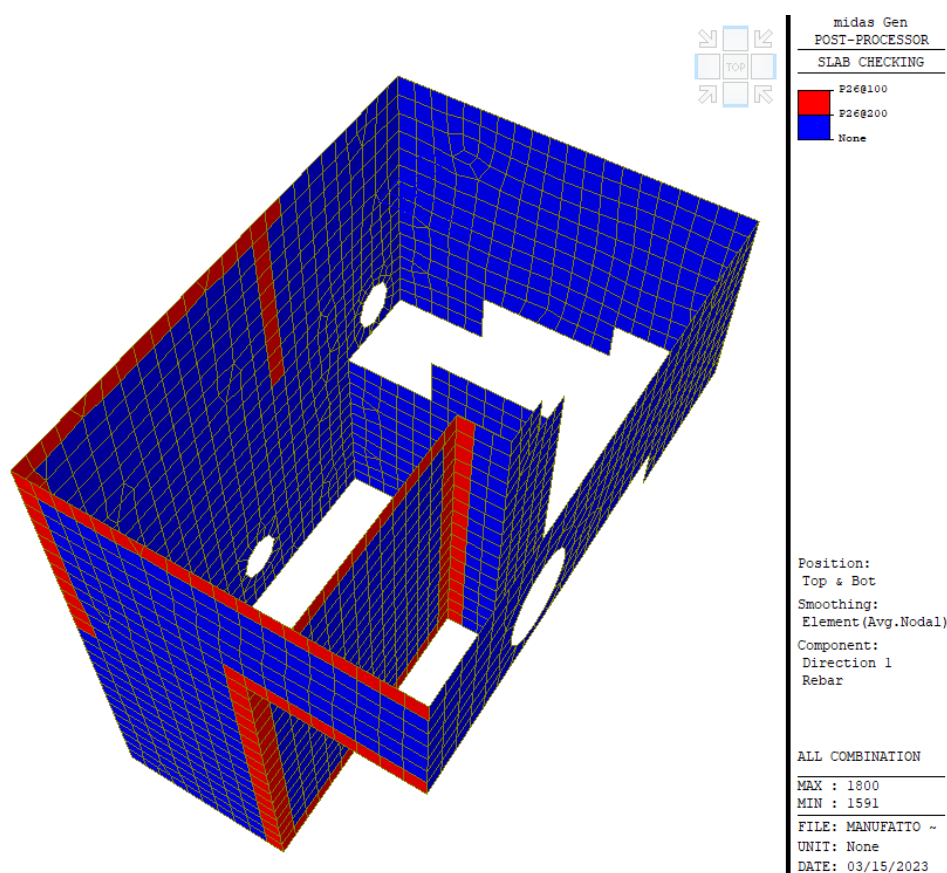 TOP
midas Gen
POST-PROCESSOR
SLAB CHECKING
P26@100
P26@200
None
Position:
Top & Bot
Smoothing:
Element(Avg.Nodal)
Component:
Direction 1
Rebar
ALL COMBINATION
MAX : 1800
MIN : 1591
FILE: MANUFATTO ~
UNIT: None
DATE: 03/15/2023